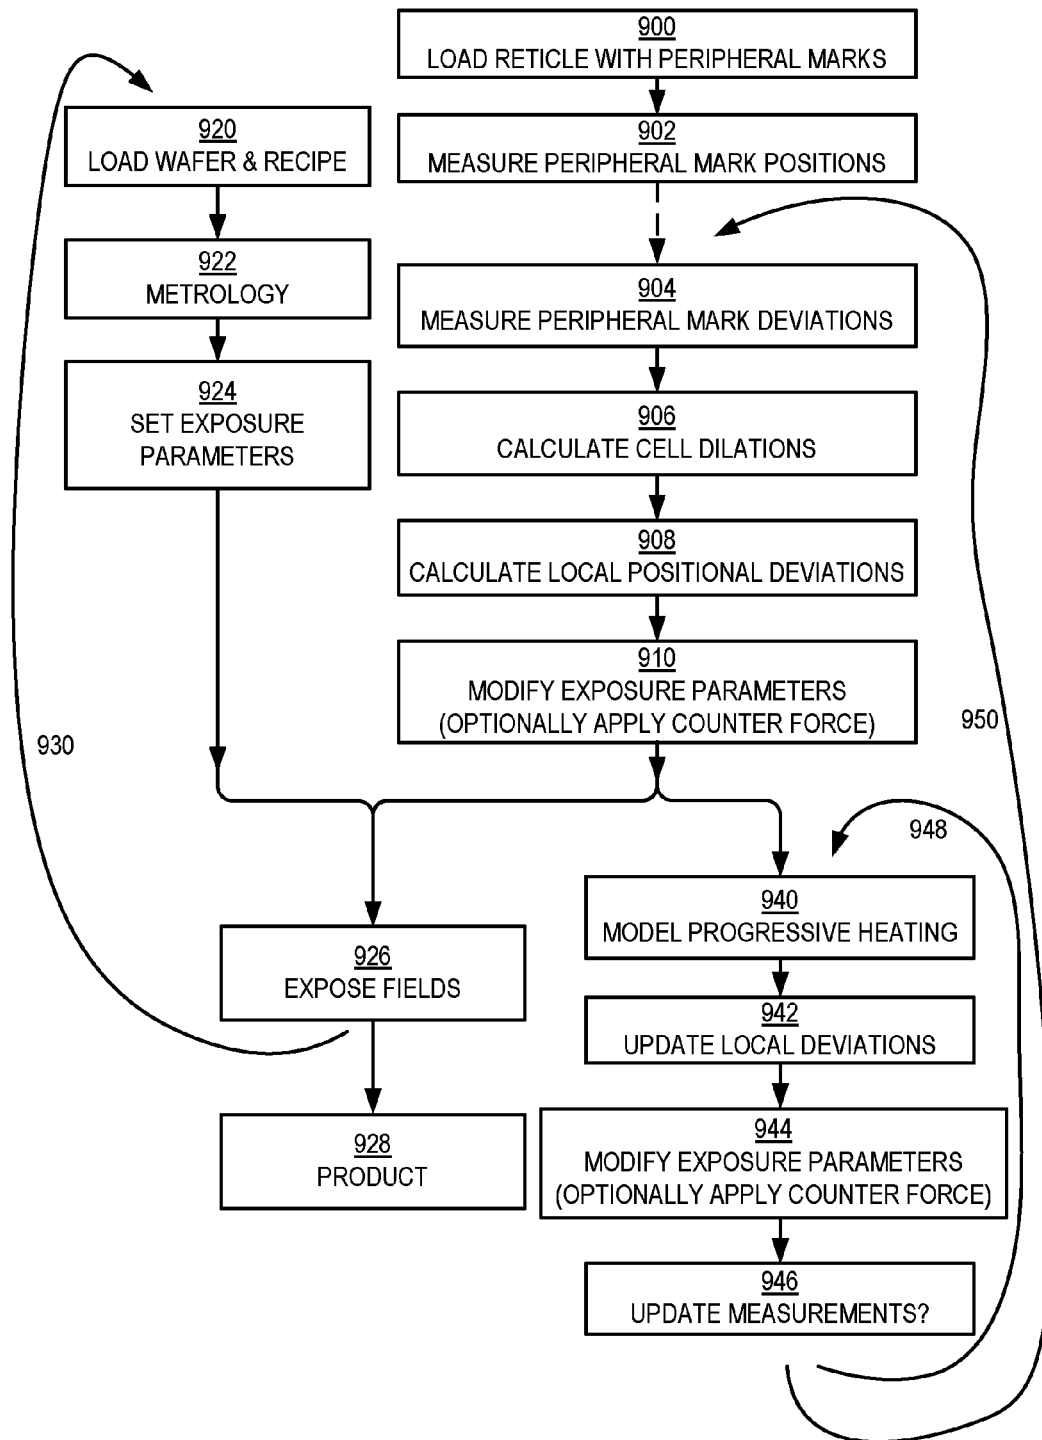 900
LOAD RETICLE WITH PERIPHERAL MARKS
902
MEASURE PERIPHERAL MARK POSITIONS
920
LOAD WAFER & RECIPE
922
METROLOGY
924
SET EXPOSURE
PARAMETERS
904
MEASURE PERIPHERAL MARK DEVIATIONS
906
CALCULATE CELL DILATIONS
908
CALCULATE LOCAL POSITIONAL DEVIATIONS
910
MODIFY EXPOSURE PARAMETERS
(OPTIONALLY APPLY COUNTER FORCE)
930
950
948
926
EXPOSE FIELDS
928
PRODUCT
940
MODEL PROGRESSIVE HEATING
942
UPDATE LOCAL DEVIATIONS
944
MODIFY EXPOSURE PARAMETERS
(OPTIONALLY APPLY COUNTER FORCE)
946
UPDATE MEASUREMENTS?